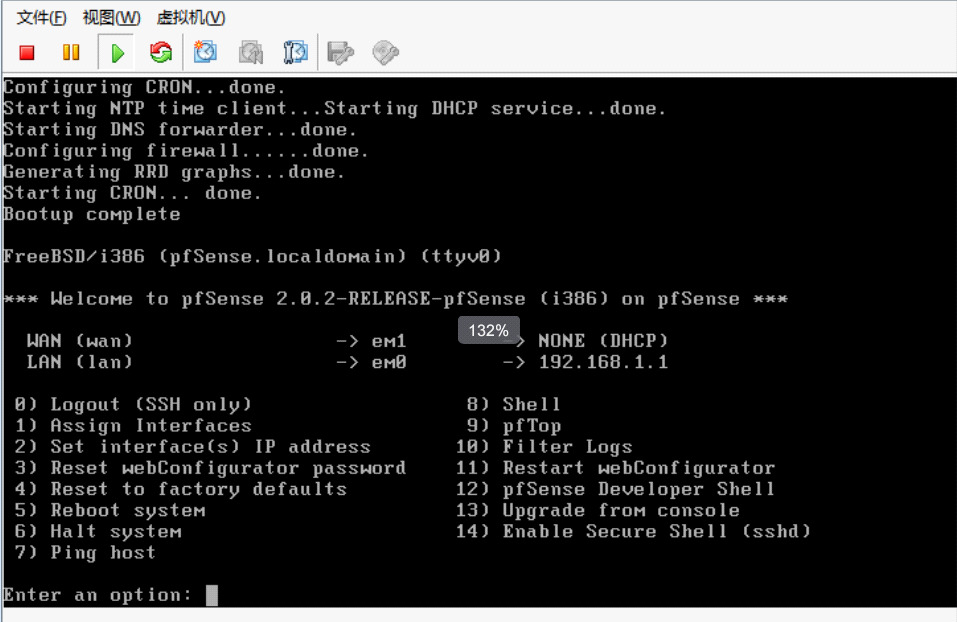 文件(F) 视图(W) 虚拟机(V)
Configuring CRON...done.
Starting NTP time client...Starting DHCP service...done.
Starting DNS forwarder...done.
Configuring firewall......done.
Generating RRD graphs...done.
Starting CRON... done.
Bootup complete
FreeBSD/i386 (pfSense.localdomain) (ttyv0)
*** Welcome to pfSense 2.0.2-RELEASE-pfSense (i386) on pfSense ***
132%
WAN (wan) -> em1 -> NONE (DHCP)
LAN (lan) -> em0 -> 192.168.1.1
0) Logout (SSH only) 8) Shell
1) Assign Interfaces 9) pfTop
2) Set interface(s) IP address 10) Filter Logs
3) Reset webConfigurator password 11) Restart webConfigurator
4) Reset to factory defaults 12) pfSense Developer Shell
5) Reboot system 13) Upgrade from console
6) Halt system 14) Enable Secure Shell (sshd)
7) Ping host
Enter an option: